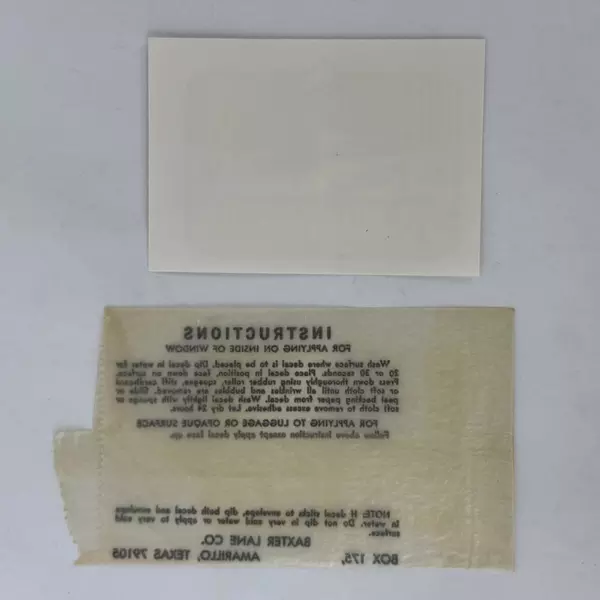 INSTRUCTIONS
FOR APPLYING ON INSIDE OF WINDOW
Wash surface where decal is to be placed. Dip decal in water for
20 or 30 seconds. Place decal in position, face down on surface.
Press down thoroughly using rubber roller, squegee, stiff cardboard
or soft cloth until all wrinkles and bubbles are removed. Slide or
peel backing paper from decal. Wash decal lightly with sponge or
soft cloth to remove excess adhesive. Let dry 24 hours.
FOR APPLYING TO LUGGAGE OR OPAQUE SURFACE
Follow above instruction except apply decal face up.
NOTE: If decal sticks to envelope, dip both decal and envelope
in water. Do not dip in very cold water or apply to very cold
surface.
BAXTER LANE CO.
BOX 175, AMARILLO, TEXAS 79105